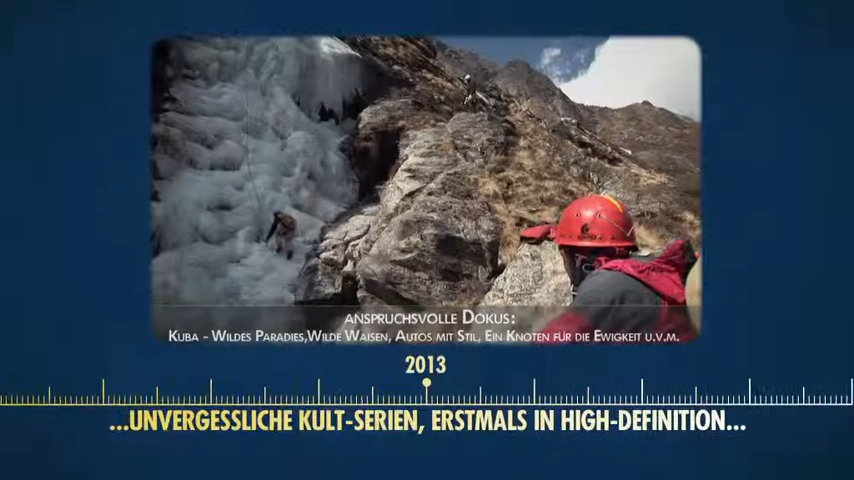 ANSPRUCHSVOLLE DOKUS:
KUBA - WILDES PARADIES,WILDE WAISEN, AUTOS MIT STIL, EIN KNOTEN FÜR DIE EWIGKEIT U.V.M.
2013
...UNVERGESSLICHE KULT-SERIEN, ERSTMALS IN HIGH-DEFINITION...